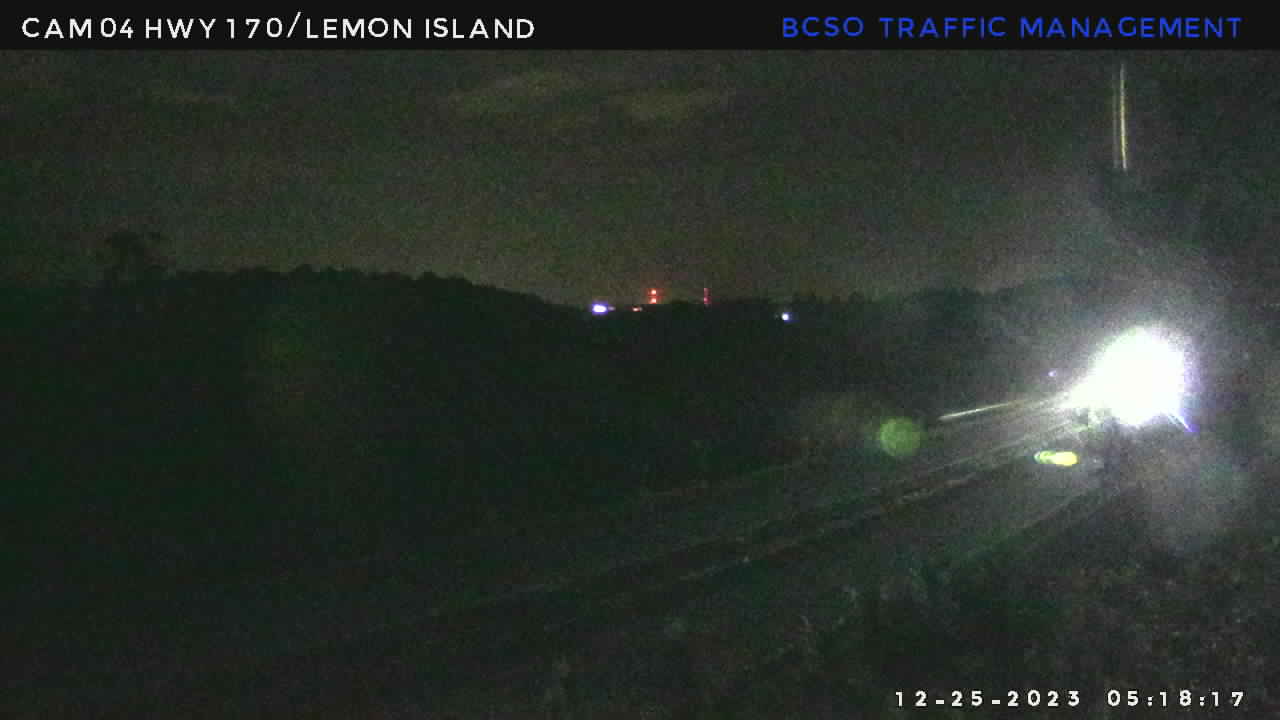 CAM04 HWY 170/LEMON ISLAND
BCSO TRAFFIC MANAGEMENT
12-25-2023 05:18:17